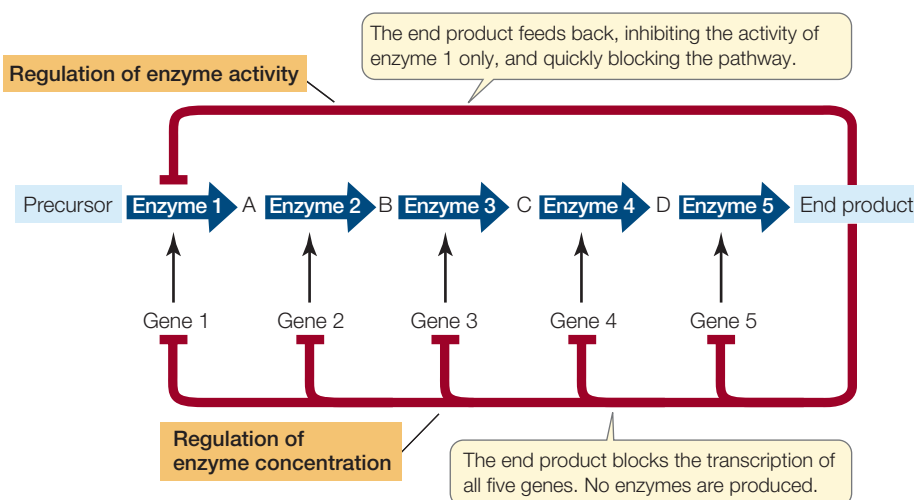 The end product feeds back, inhibiting the activity of
enzyme 1 only, and quickly blocking the pathway.
Regulation of enzyme activity
Precursor Enzyme 1 A Enzyme 2 B Enzyme 3 C Enzyme 4 D Enzyme 5 End product
Gene 1 Gene 2 Gene 3 Gene 4 Gene 5
Regulation of
enzyme concentration
The end product blocks the transcription of
all five genes. No enzymes are produced.